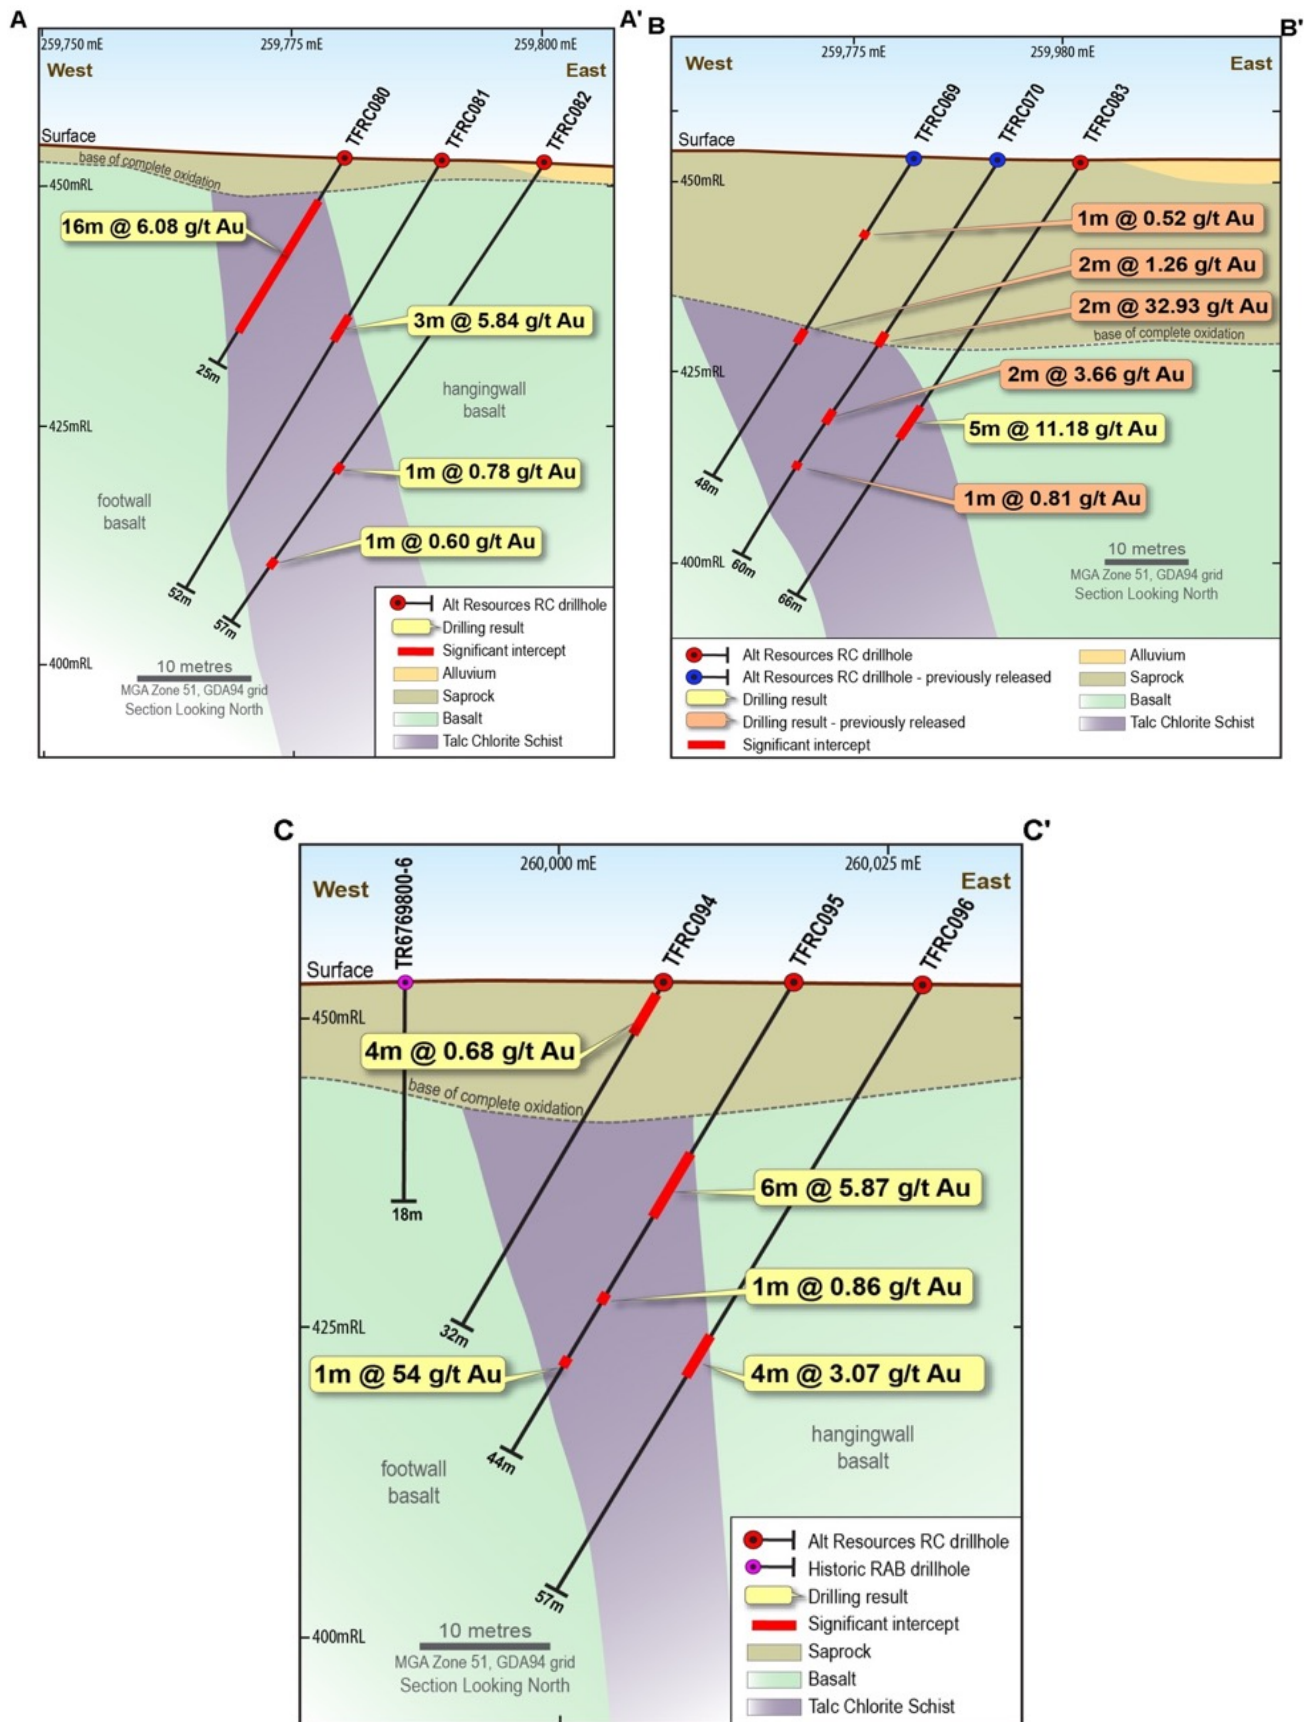 A
A'
259,750 mE
259,775 mE
259,800 mE
West
East
TFRC080
TFRC081
TFRC082
Surface
base of complete oxidation
450mRL
16m @ 6.08 g/t Au
3m @ 5.84 g/t Au
25m
hangingwall
basalt
425mRL
1m @ 0.78 g/t Au
footwall
basalt
1m @ 0.60 g/t Au
52m
57m
400mRL
10 metres
MGA Zone 51, GDA94 grid
Section Looking North
Alt Resources RC drillhole
Drilling result
Significant intercept
Alluvium
Saprock
Basalt
Talc Chlorite Schist
B
B'
259,775 mE
259,980 mE
West
East
TFRC069
TFRC070
TFRC083
Surface
450mRL
1m @ 0.52 g/t Au
2m @ 1.26 g/t Au
2m @ 32.93 g/t Au
base of complete oxidation
425mRL
2m @ 3.66 g/t Au
5m @ 11.18 g/t Au
48m
1m @ 0.81 g/t Au
60m
400mRL
66m
10 metres
MGA Zone 51, GDA94 grid
Section Looking North
Alt Resources RC drillhole
Alt Resources RC drillhole - previously released
Drilling result
Drilling result - previously released
Significant intercept
Alluvium
Saprock
Basalt
Talc Chlorite Schist
C
C'
260,000 mE
260,025 mE
West
East
TR6769800-6
TFRC094
TFRC095
TFRC096
Surface
450mRL
4m @ 0.68 g/t Au
base of complete oxidation
6m @ 5.87 g/t Au
18m
1m @ 0.86 g/t Au
425mRL
32m
1m @ 54 g/t Au
4m @ 3.07 g/t Au
hangingwall
basalt
44m
footwall
basalt
57m
400mRL
10 metres
MGA Zone 51, GDA94 grid
Section Looking North
Alt Resources RC drillhole
Historic RAB drillhole
Drilling result
Significant intercept
Saprock
Basalt
Talc Chlorite Schist